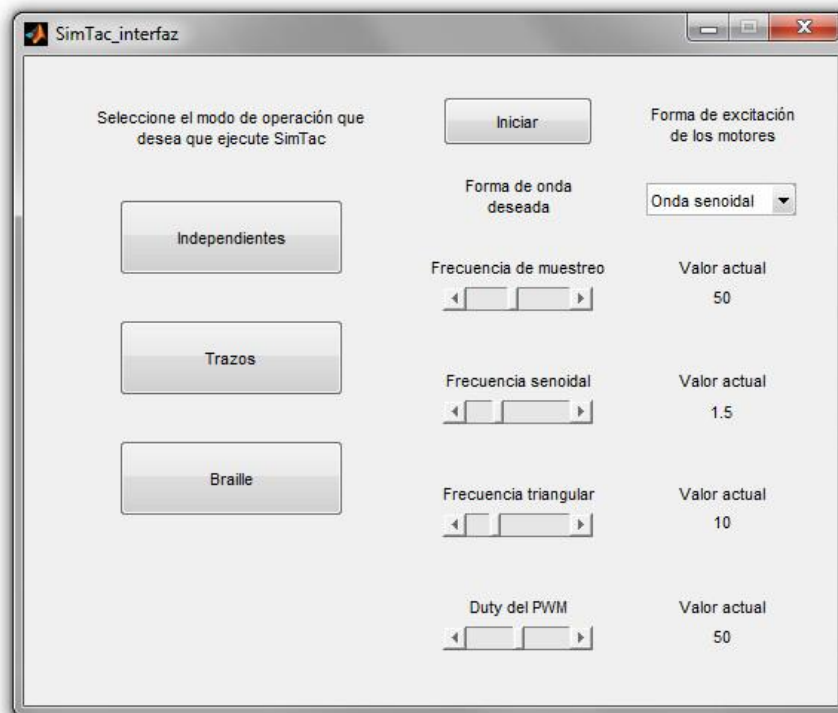 SimTac_interfaz
Seleccione el modo de operación que
desea que ejecute SimTac
Independientes
Trazos
Braille
Iniciar
Forma de excitación
de los motores
Forma de onda
deseada
Onda senoidal
Frecuencia de muestreo
Valor actual
50
Frecuencia senoidal
Valor actual
1.5
Frecuencia triangular
Valor actual
10
Duty del PWM
Valor actual
50